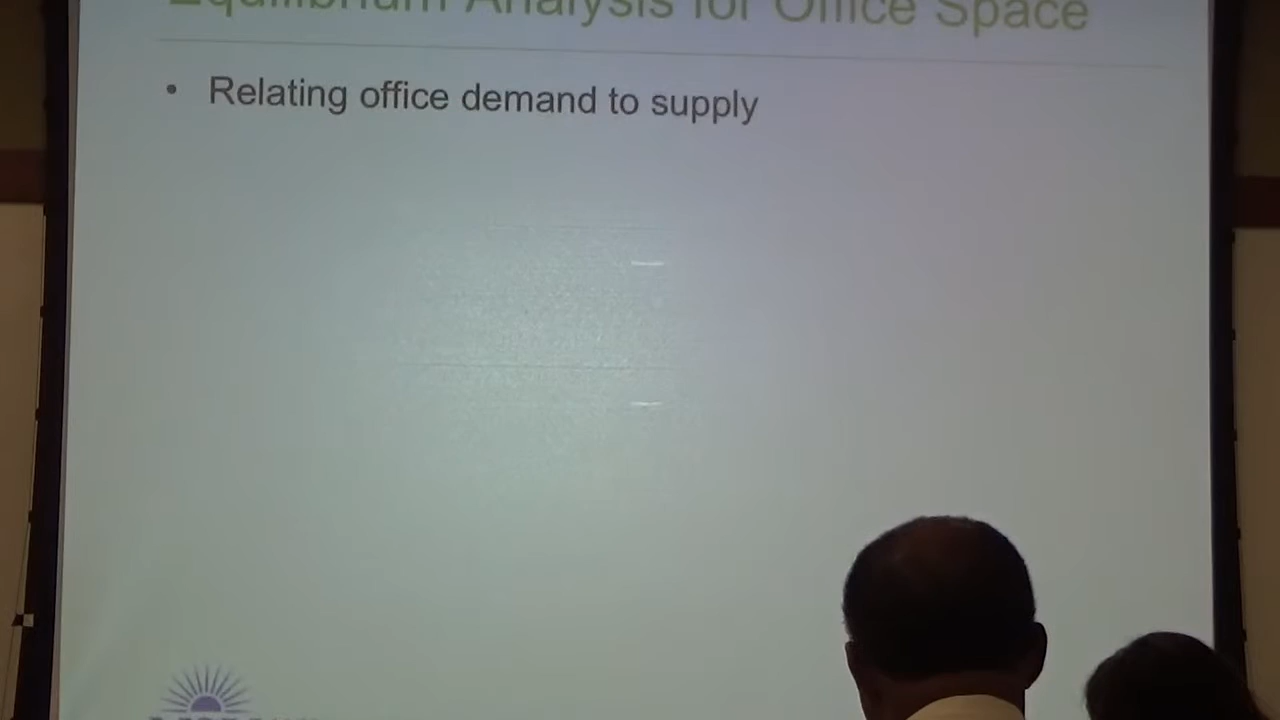 Equilibrium Analysis for Office Space
• Relating office demand to supply